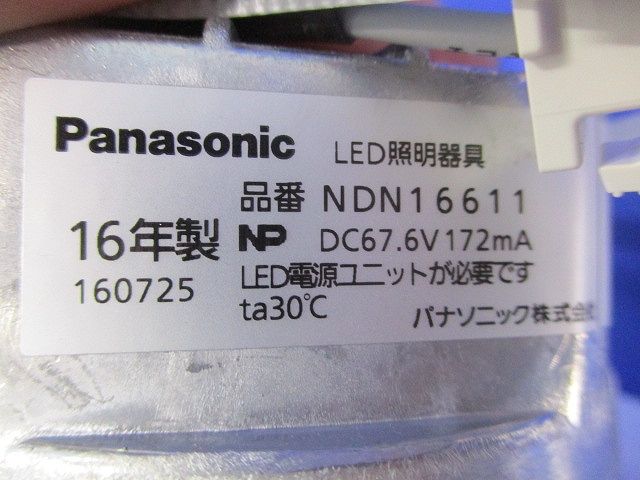 Panasonic LED照明器具
品番 NDN16611
16年製 NP DC67.6V 172mA
160725 LED電源ユニットが必要です
ta30℃ パナソニック株式会